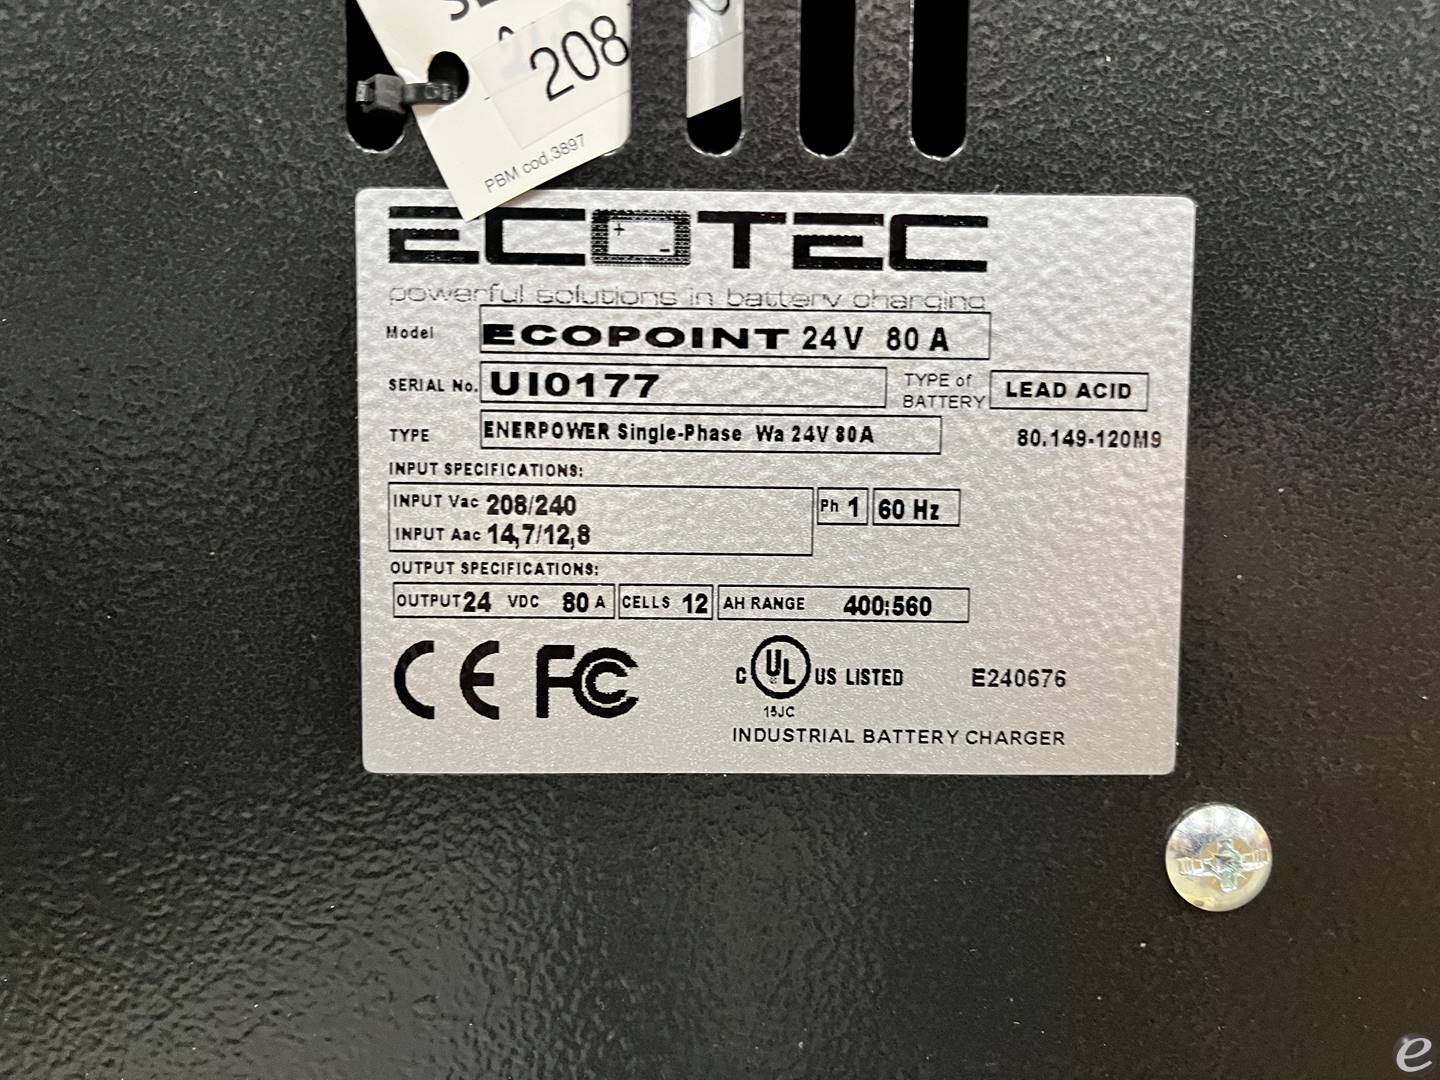 208
PBM cod.3897
ECOTEC
powerful solutions in battery charging
Model ECOPOINT 24V 80 A
SERIAL No. UI0177 TYPE of BATTERY LEAD ACID
TYPE ENERPOWER Single-Phase Wa 24V 80A 80.149-120M9
INPUT SPECIFICATIONS:
INPUT Vac 208/240 Ph 1 60 Hz
INPUT Aac 14,7/12,8
OUTPUT SPECIFICATIONS:
OUTPUT 24 VDC 80 A CELLS 12 AH RANGE 400:560
CE FC C UL US LISTED E240676
15JC
INDUSTRIAL BATTERY CHARGER
e